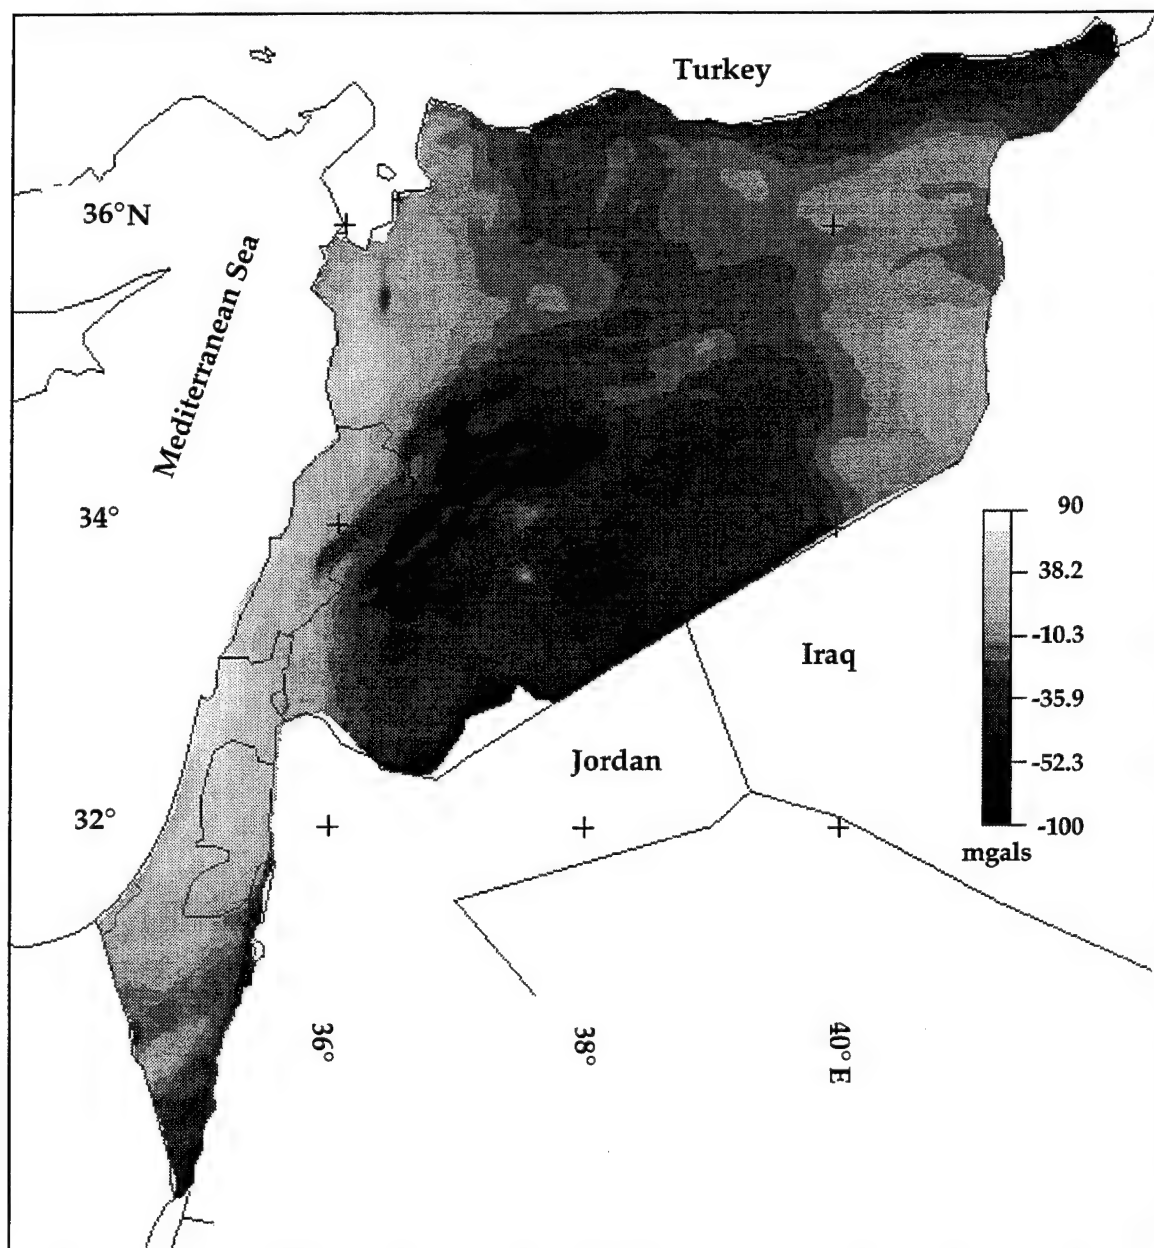 Turkey
36°N
Mediterranean Sea
34°
90
38.2
-10.3
-35.9
-52.3
-100
mgals
Iraq
Jordan
32°
36°
38°
40°E